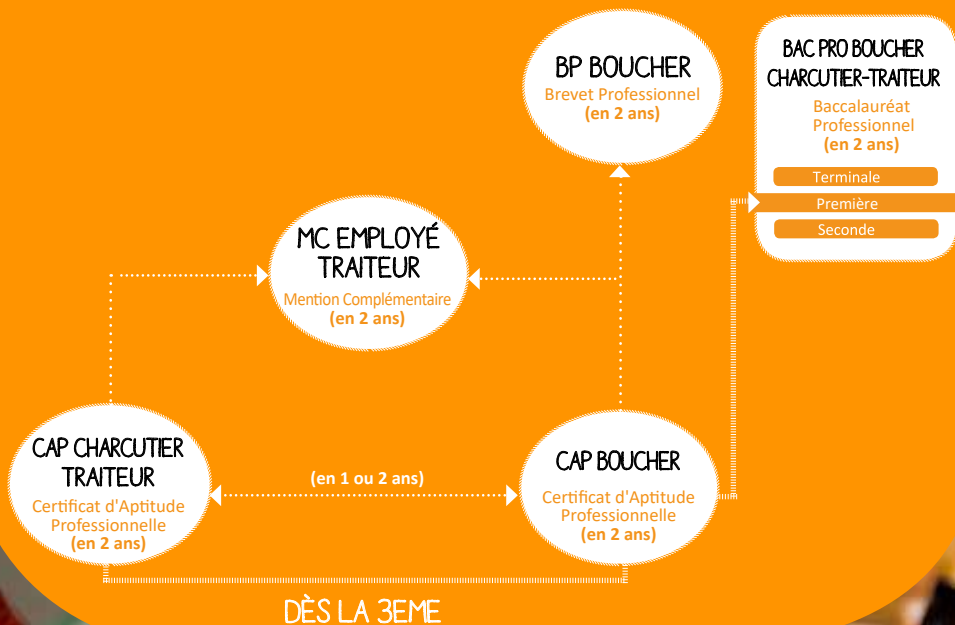 BP BOUCHER
Brevet Professionnel
(en 2 ans)
BAC PRO BOUCHER
CHARCUTIER-TRAITEUR
Baccalauréat
Professionnel
(en 2 ans)
Terminale
Première
Seconde
MC EMPLOYÉ
TRAITEUR
Mention Complémentaire
(en 2 ans)
CAP CHARCUTIER
TRAITEUR
Certificat d'Aptitude
Professionnelle
(en 2 ans)
(en 1 ou 2 ans)
CAP BOUCHER
Certificat d'Aptitude
Professionnelle
(en 2 ans)
DÈS LA 3EME